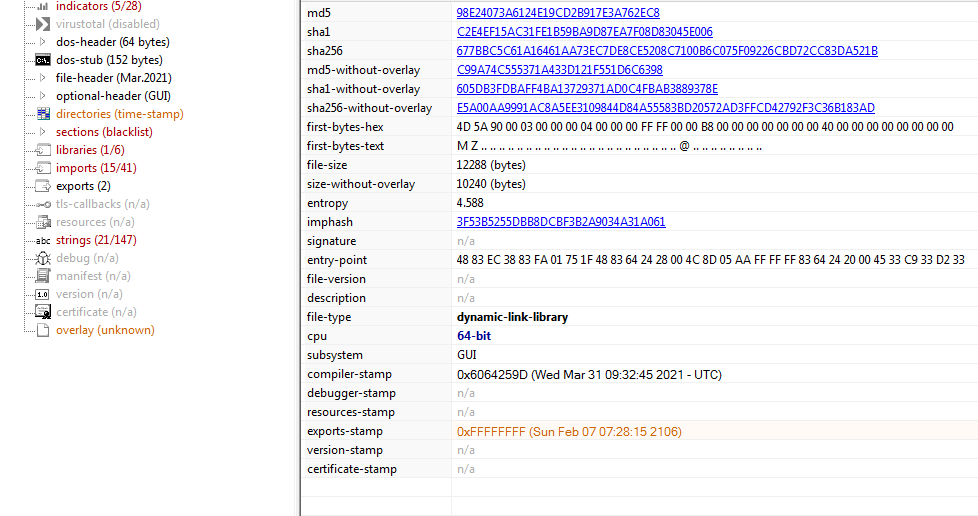 indicators (5/28)
virustotal (disabled)
dos-header (64 bytes)
dos-stub (152 bytes)
file-header (Mar.2021)
optional-header (GUI)
directories (time-stamp)
sections (blacklist)
libraries (1/6)
imports (15/41)
exports (2)
tls-callbacks (n/a)
resources (n/a)
abc strings (21/147)
debug (n/a)
manifest (n/a)
1.0 version (n/a)
certificate (n/a)
overlay (unknown)
md5 98E24073A6124E19CD2B917E3A762EC8
sha1 C2E4EF15AC31FE1B59BA9D87EA7F08D83045E006
sha256 677BBC5C61A16461AA73EC7DE8CE5208C7100B6C075F09226CBD72CC83DA521B
md5-without-overlay C99A74C555371A433D121F551D6C6398
sha1-without-overlay 605DB3FDBAFF4BA13729371AD0C4FBAB3889378E
sha256-without-overlay E5A00AA9991AC8A5EE3109844D84A55583BD20572AD3FFCD42792F3C36B183AD
first-bytes-hex 4D 5A 90 00 03 00 00 00 04 00 00 00 FF FF 00 00 B8 00 00 00 00 00 00 00 40 00 00 00 00 00 00 00
first-bytes-text M Z .. .. .. .. .. .. .. .. .. .. .. .. .. .. .. .. .. .. .. .. .. .. @ .. .. .. .. .. .. ..
file-size 12288 (bytes)
size-without-overlay 10240 (bytes)
entropy 4.588
imphash 3F53B5255DBB8DCBF3B2A9034A31A061
signature n/a
entry-point 48 83 EC 38 83 FA 01 75 1F 48 83 64 24 28 00 4C 8D 05 AA FF FF FF 83 64 24 20 00 45 33 C9 33 D2 33
file-version n/a
description n/a
file-type dynamic-link-library
cpu 64-bit
subsystem GUI
compiler-stamp 0x6064259D (Wed Mar 31 09:32:45 2021 - UTC)
debugger-stamp n/a
resources-stamp n/a
exports-stamp 0xFFFFFFFF (Sun Feb 07 07:28:15 2106)
version-stamp n/a
certificate-stamp n/a